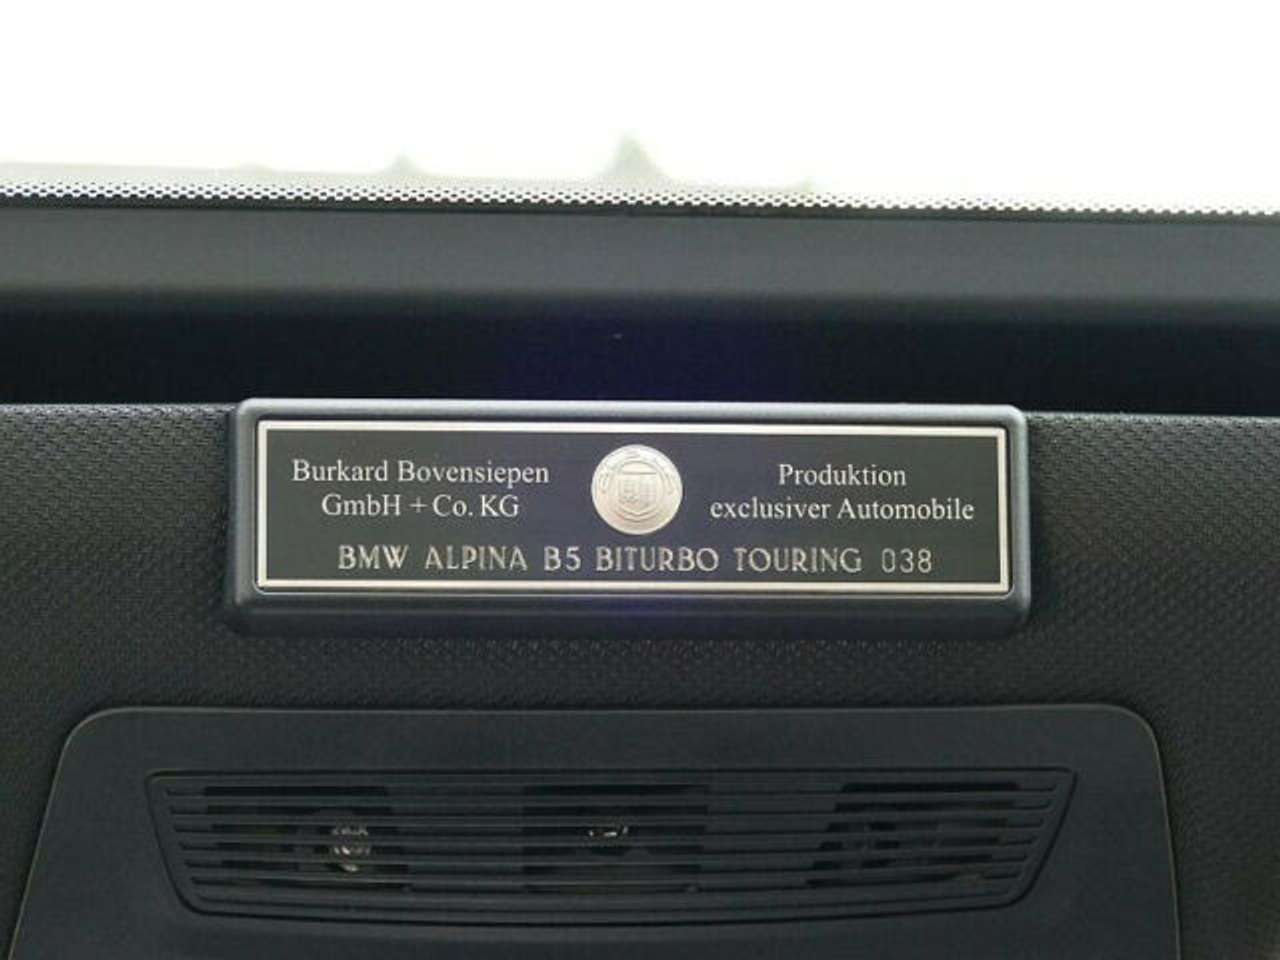 Burkard Bovensiepen
GmbH + Co. KG
Produktion
exclusiver Automobile
BMW ALPINA B5 BITURBO TOURING 038